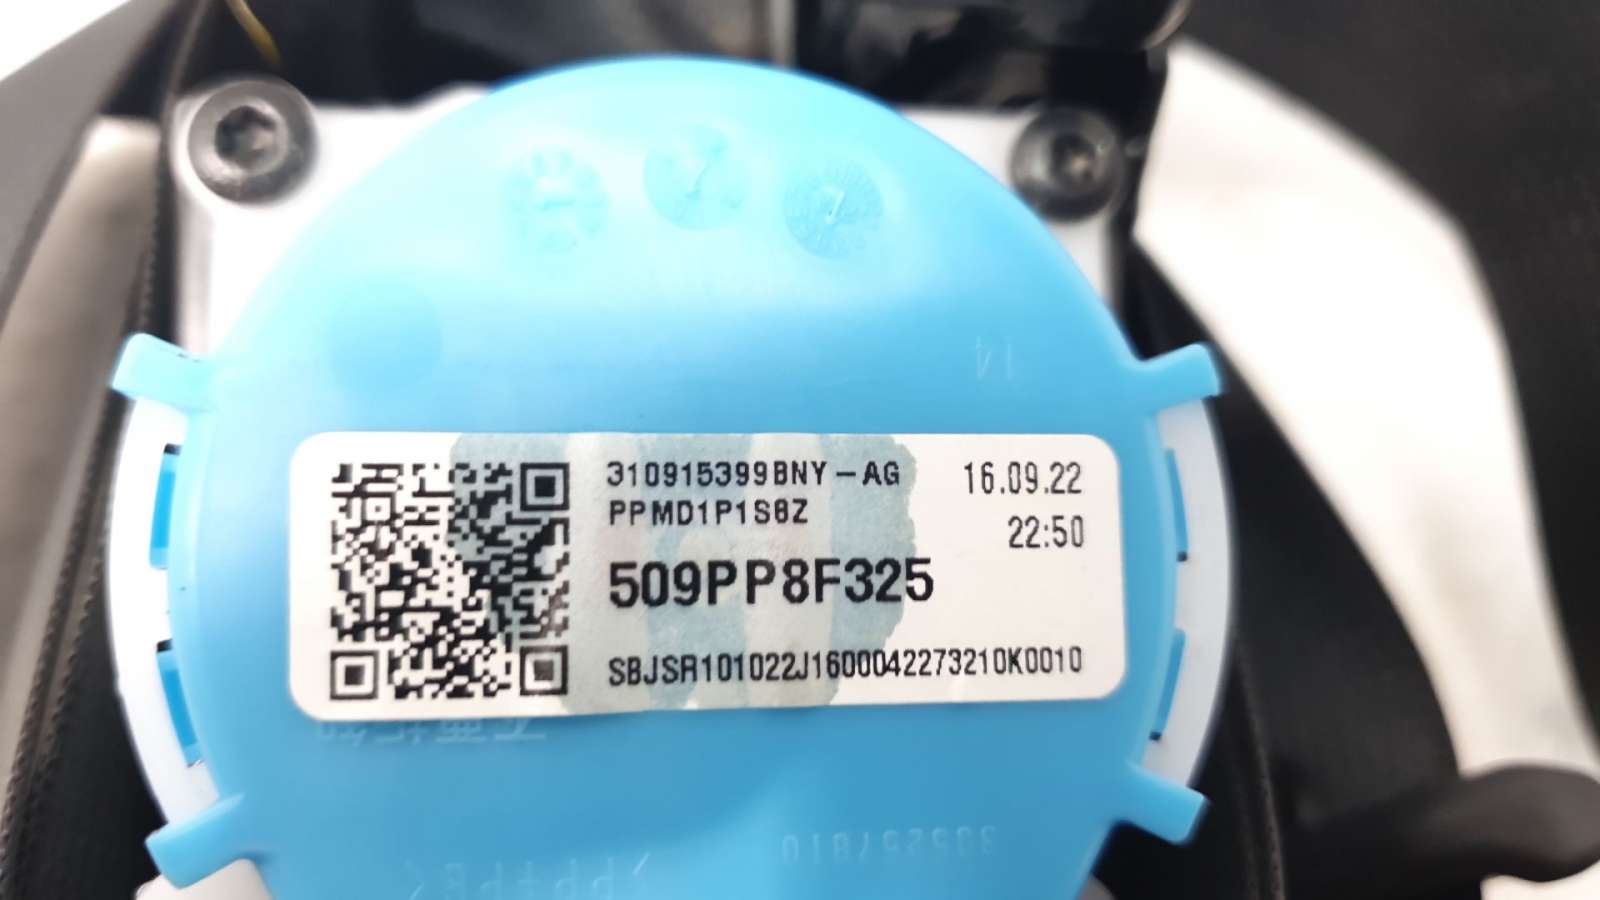 310915399BNY-AG
PPMD1P1S8Z
16.09.22
22:50
509PP8F325
SBJSR101022J1600042273210K0010